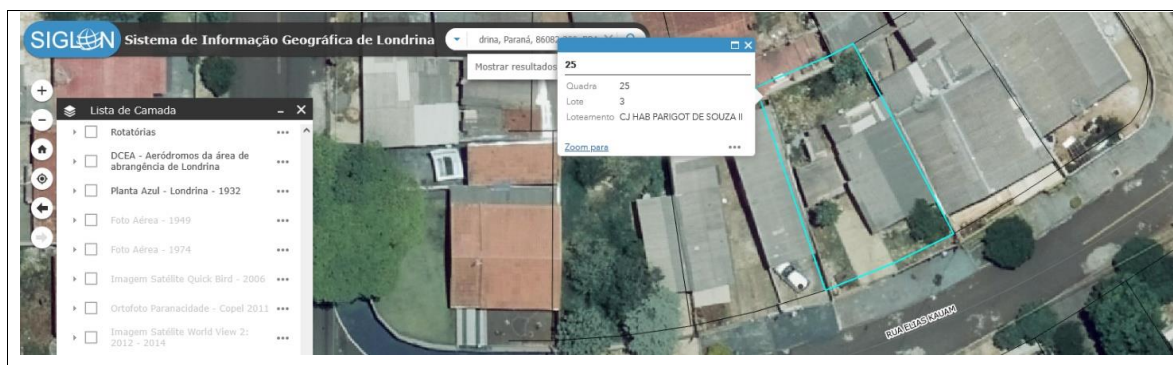 SIGLON Sistema de Informação Geográfica de Londrina
drina, Paraná, 86082
Mostrar resultados
25
Quadra 25
Lote 3
Loteamento CJ HAB PARIGOT DE SOUZA II
Zoom para
Lista de Camada
Rotatórias
DCEA - Aeródromos da área de
abrangência de Londrina
Planta Azul - Londrina - 1932
Foto Aérea - 1949
Foto Aérea - 1974
Imagem Satélite Quick Bird - 2006
Ortofoto Paranacidade - Copel 2011
Imagem Satélite World View 2:
2012 - 2014
RUA ELIAS KAUAM